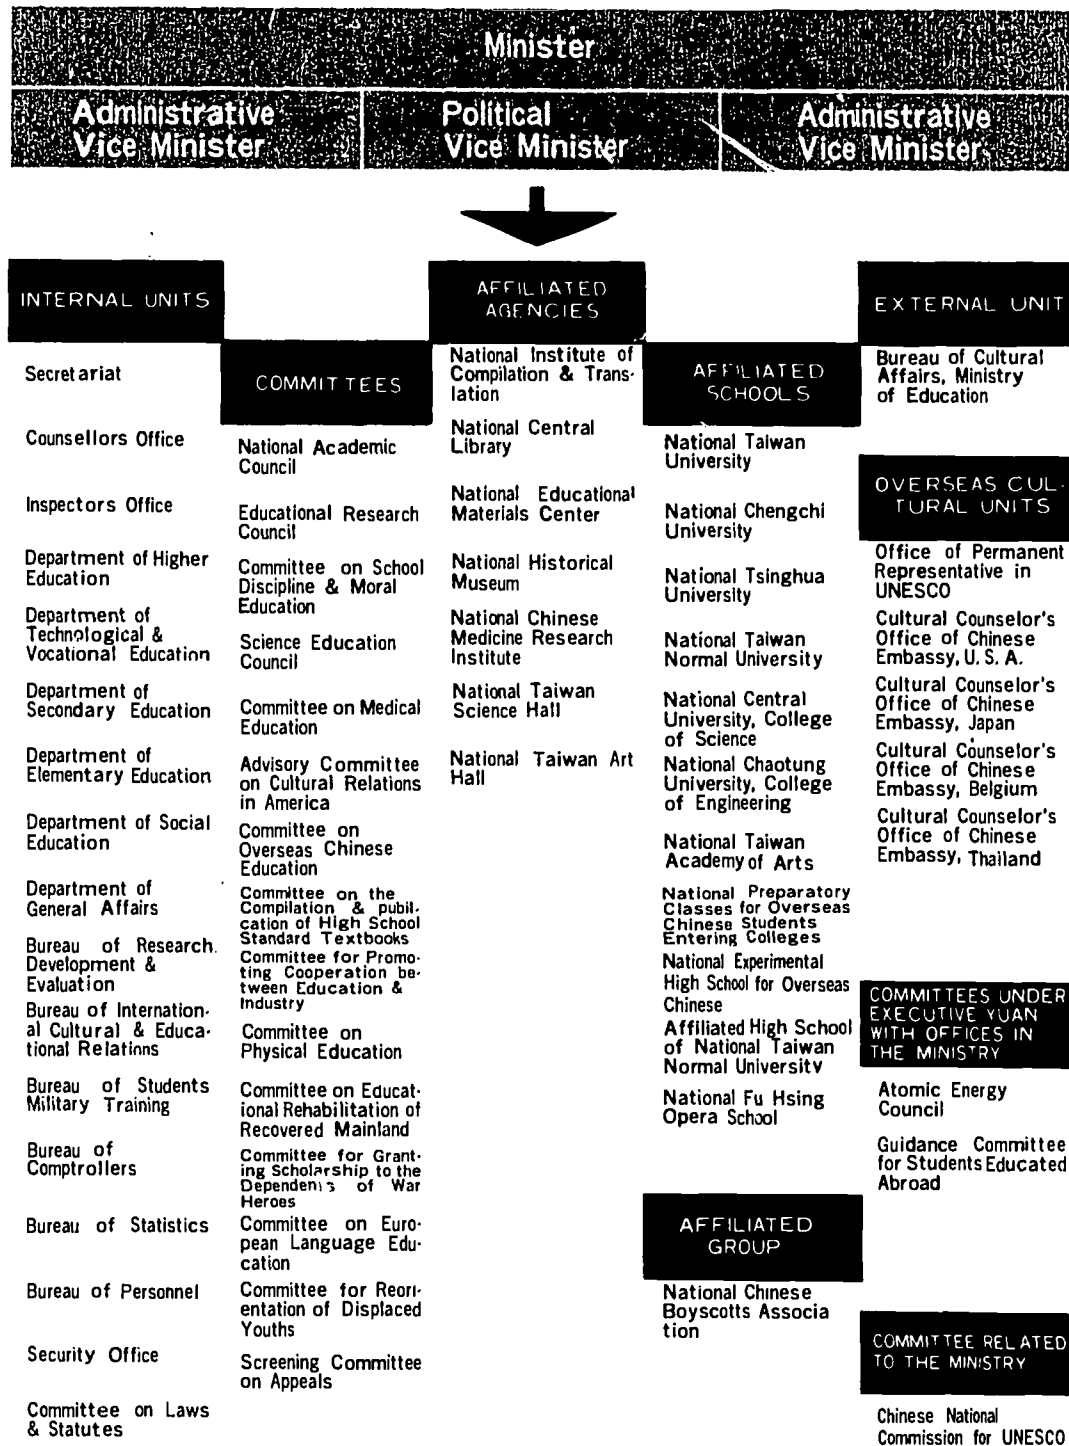 Minister
Administrative
Vice Minister
Political
Vice Minister
Administrative
Vice Minister
INTERNAL UNITS
Secretariat
Counsellors Office
Inspectors Office
Department of Higher
Education
Department of
Technological &
Vocational Education
Department of
Secondary Education
Department of
Elementary Education
Department of Social
Education
Department of
General Affairs
Bureau of Research.
Development &
Evaluation
Bureau of Internation-
al Cultural & Educa-
tional Relations
Bureau of Students
Military Training
Bureau of
Comptrollers
Bureau of Statistics
Bureau of Personnel
Security Office
Committee on Laws
& Statutes
COMMITTEES
National Academic
Council
Educational Research
Council
Committee on School
Discipline & Moral
Education
Science Education
Council
Committee on Medical
Education
Advisory Committee
on Cultural Relations
in America
Committee on
Overseas Chinese
Education
Committee on the
Compilation & publi-
cation of High School
Standard Textbooks
Committee for Promo-
ting Cooperation be-
tween Education &
Industry
Committee on
Physical Education
Committee on Educat-
ional Rehabilitation of
Recovered Mainland
Committee for Grant-
ing Scholarship to the
Dependents of War
Heroes
Committee on Euro-
pean Language Edu-
cation
Committee for Reori-
entation of Displaced
Youths
Screening Committee
on Appeals
AFFILIATED
AGENCIES
National Institute of
Compilation & Trans-
lation
National Central
Library
National Educational
Materials Center
National Historical
Museum
National Chinese
Medicine Research
Institute
National Taiwan
Science Hall
National Taiwan Art
Hall
AFFILIATED
SCHOOLS
National Taiwan
University
National Chengchi
University
National Tsinghua
University
National Taiwan
Normal University
National Central
University, College
of Science
National Chaotung
University, College
of Engineering
National Taiwan
Academy of Arts
National Preparatory
Classes for Overseas
Chinese Students
Entering Colleges
National Experimental
High School for Overseas
Chinese
Affiliated High School
of National Taiwan
Normal University
National Fu Hsing
Opera School
AFFILIATED
GROUP
National Chinese
Boyscotts Associa
tion
EXTERNAL UNIT
Bureau of Cultural
Affairs, Ministry
of Education
OVERSEAS CUL-
TURAL UNITS
Office of Permanent
Representative in
UNESCO
Cultural Counselor's
Office of Chinese
Embassy, U. S. A.
Cultural Counselor's
Office of Chinese
Embassy, Japan
Cultural Counselor's
Office of Chinese
Embassy, Belgium
Cultural Counselor's
Office of Chinese
Embassy, Thailand
COMMITTEES UNDER
EXECUTIVE YUAN
WITH OFFICES IN
THE MINISTRY
Atomic Energy
Council
Guidance Committee
for Students Educated
Abroad
COMMITTEE RELATED
TO THE MINISTRY
Chinese National
Commission for UNESCO